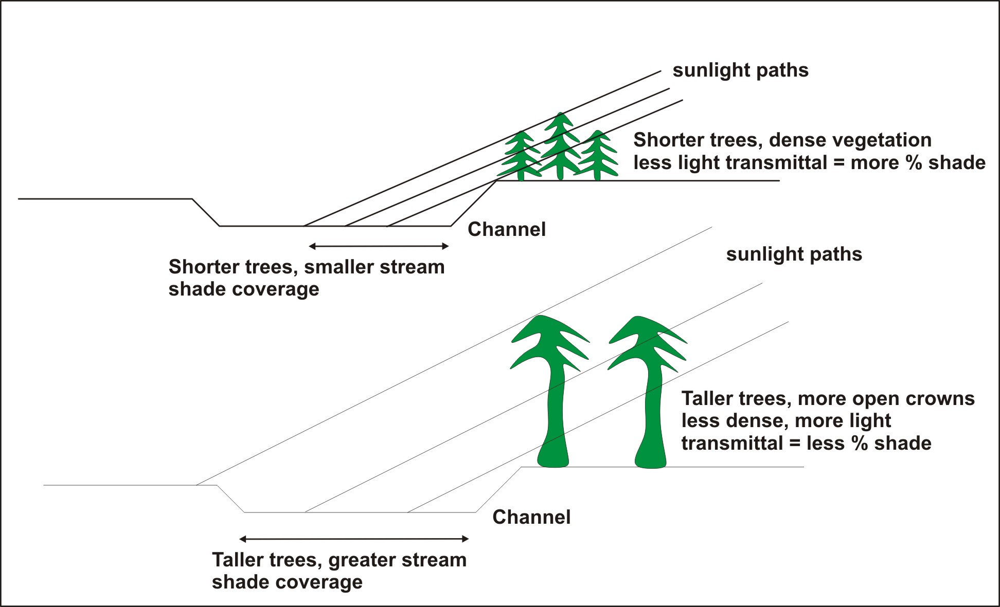 sunlight paths
Shorter trees, dense vegetation
less light transmittal = more % shade
Channel
Shorter trees, smaller stream
shade coverage
sunlight paths
Taller trees, more open crowns
less dense, more light
transmittal = less % shade
Channel
Taller trees, greater stream
shade coverage